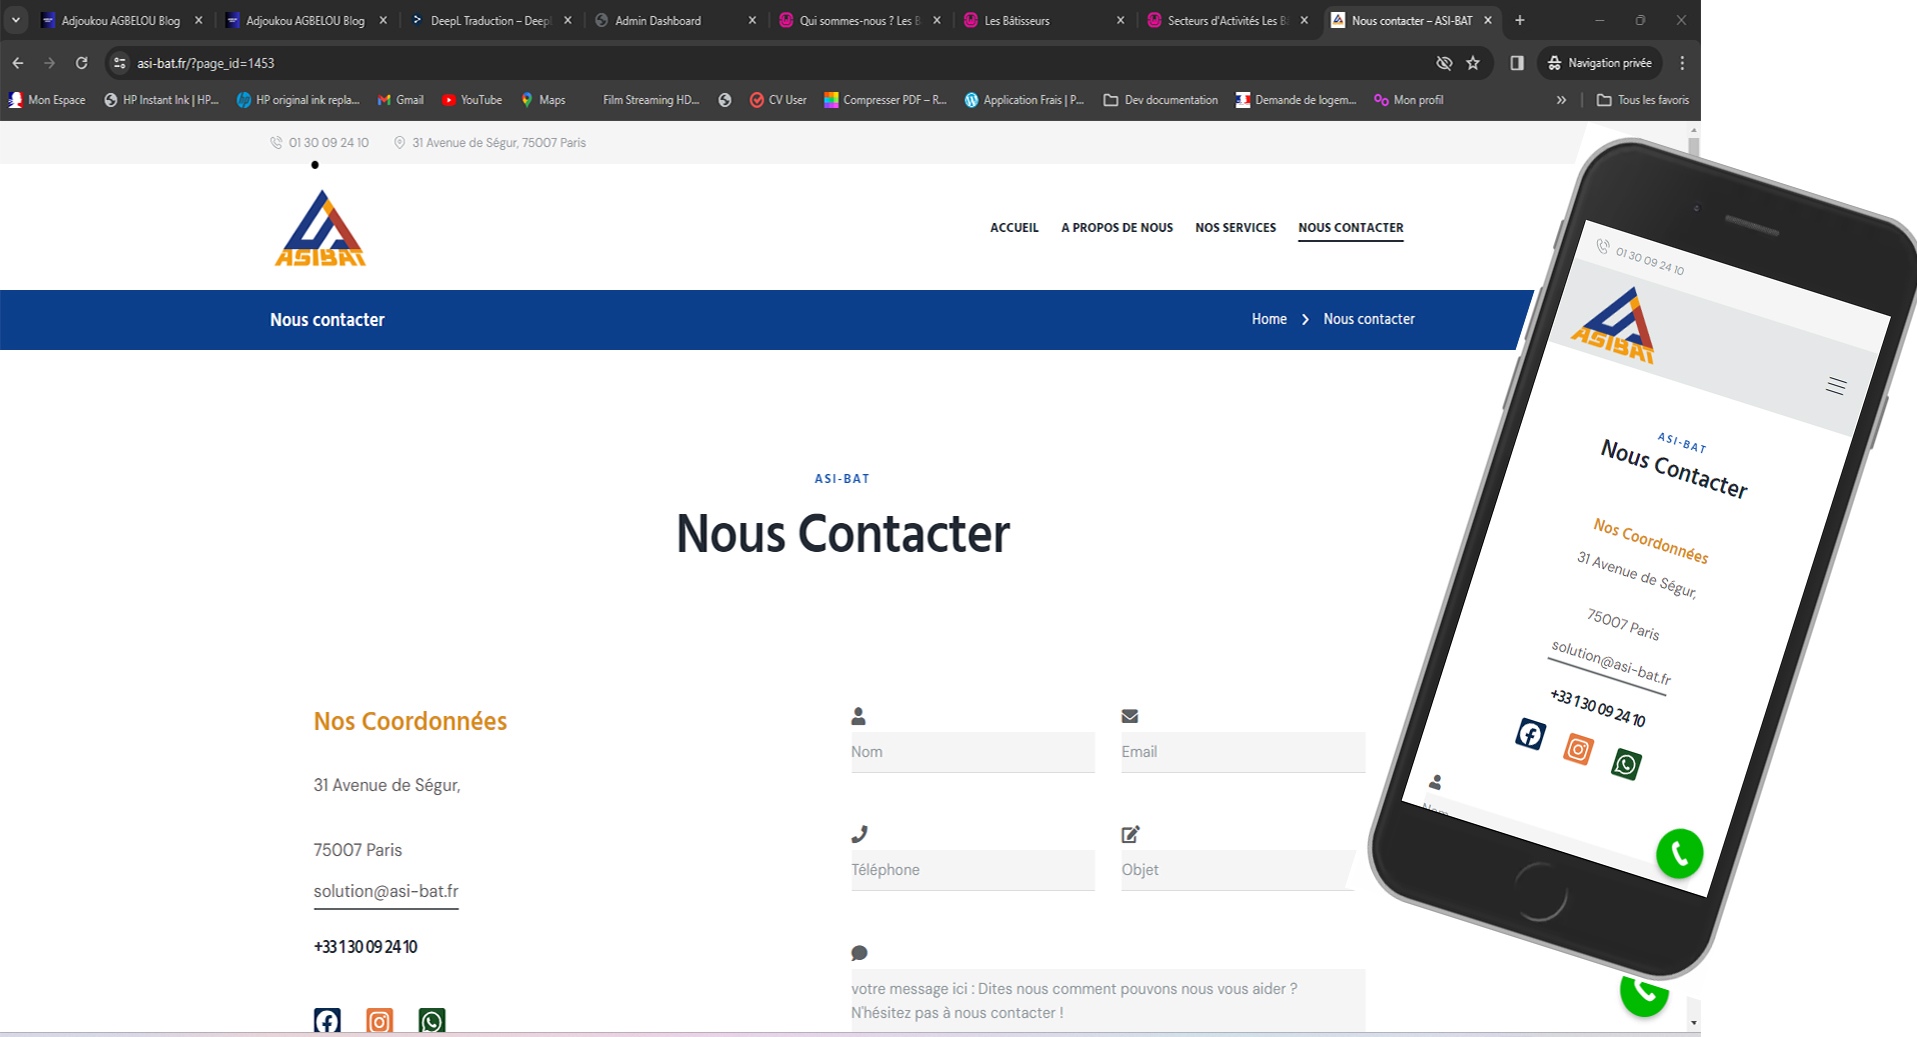 Adjoukou AGBELOU Blog
Adjoukou AGBELOU Blog
DeepL Traduction – Deepl
Admin Dashboard
Qui sommes-nous ? Les B
Les Bâtisseurs
Secteurs d'Activités Les B
Nous contacter – ASI-BAT
asi-bat.fr/?page_id=1453
Navigation privée
Mon Espace
HP Instant Ink | HP...
HP original ink repla...
Gmail
YouTube
Maps
Film Streaming HD...
CV User
Compresser PDF – R...
Application Frais | P...
Dev documentation
Demande de logem...
Mon profil
Tous les favoris
01 30 09 24 10
31 Avenue de Ségur, 75007 Paris
ASIBAT
ACCUEIL
A PROPOS DE NOUS
NOS SERVICES
NOUS CONTACTER
Nous contacter
Home
Nous contacter
ASI-BAT
Nous Contacter
Nos Coordonnées
31 Avenue de Ségur,
75007 Paris
solution@asi-bat.fr
+33 1 30 09 24 10
Nom
Email
Téléphone
Objet
votre message ici : Dites nous comment pouvons nous vous aider ?
N'hésitez pas à nous contacter !
01 30 09 24 10
ASIBAT
ASI-BAT
Nous Contacter
Nos Coordonnées
31 Avenue de Ségur,
75007 Paris
solution@asi-bat.fr
+33 1 30 09 24 10
Nom